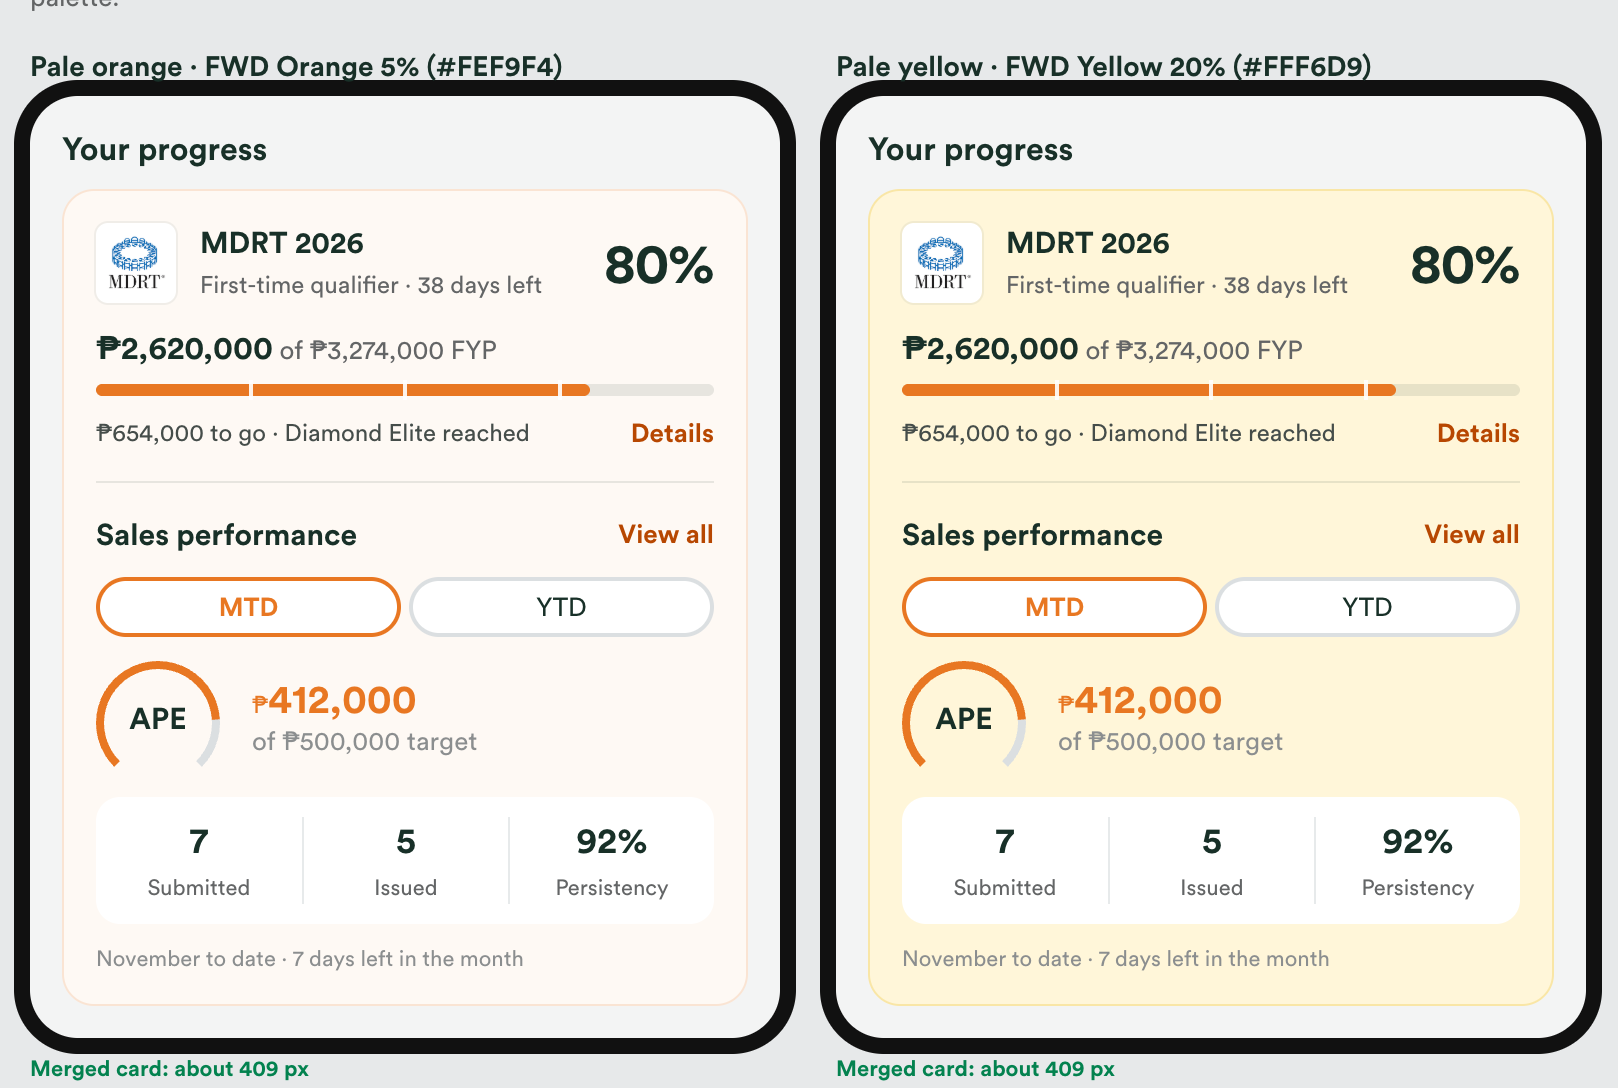 palette.
Pale orange · FWD Orange 5% (#FEF9F4)
Your progress
MDRT
MDRT 2026
First-time qualifier · 38 days left
80%
₱2,620,000 of ₱3,274,000 FYP
₱654,000 to go · Diamond Elite reached
Details
Sales performance
View all
MTD
YTD
APE
₱412,000
of ₱500,000 target
7
Submitted
5
Issued
92%
Persistency
November to date · 7 days left in the month
Merged card: about 409 px
Pale yellow · FWD Yellow 20% (#FFF6D9)
Your progress
MDRT
MDRT 2026
First-time qualifier · 38 days left
80%
₱2,620,000 of ₱3,274,000 FYP
₱654,000 to go · Diamond Elite reached
Details
Sales performance
View all
MTD
YTD
APE
₱412,000
of ₱500,000 target
7
Submitted
5
Issued
92%
Persistency
November to date · 7 days left in the month
Merged card: about 409 px